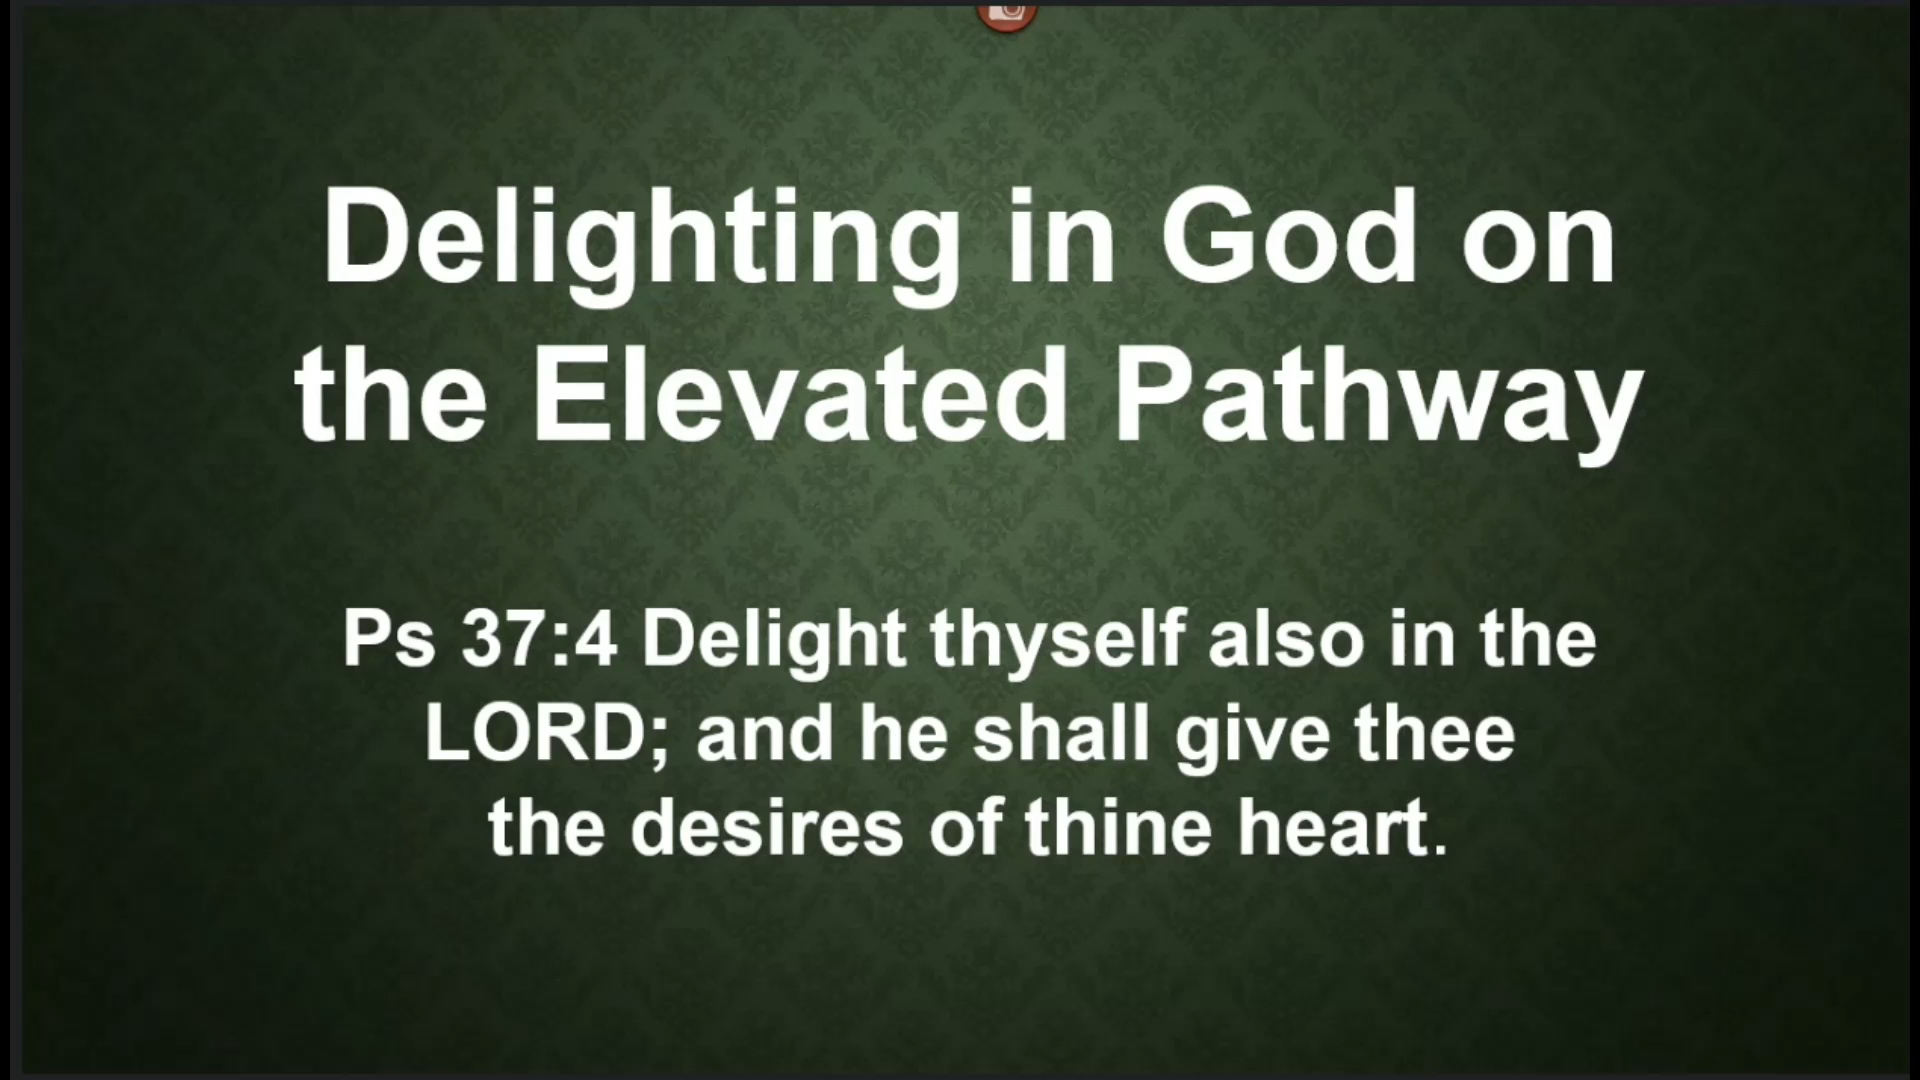 Delighting in God on
the Elevated Pathway
Ps 37:4 Delight thyself also in the
LORD; and he shall give thee
the desires of thine heart.